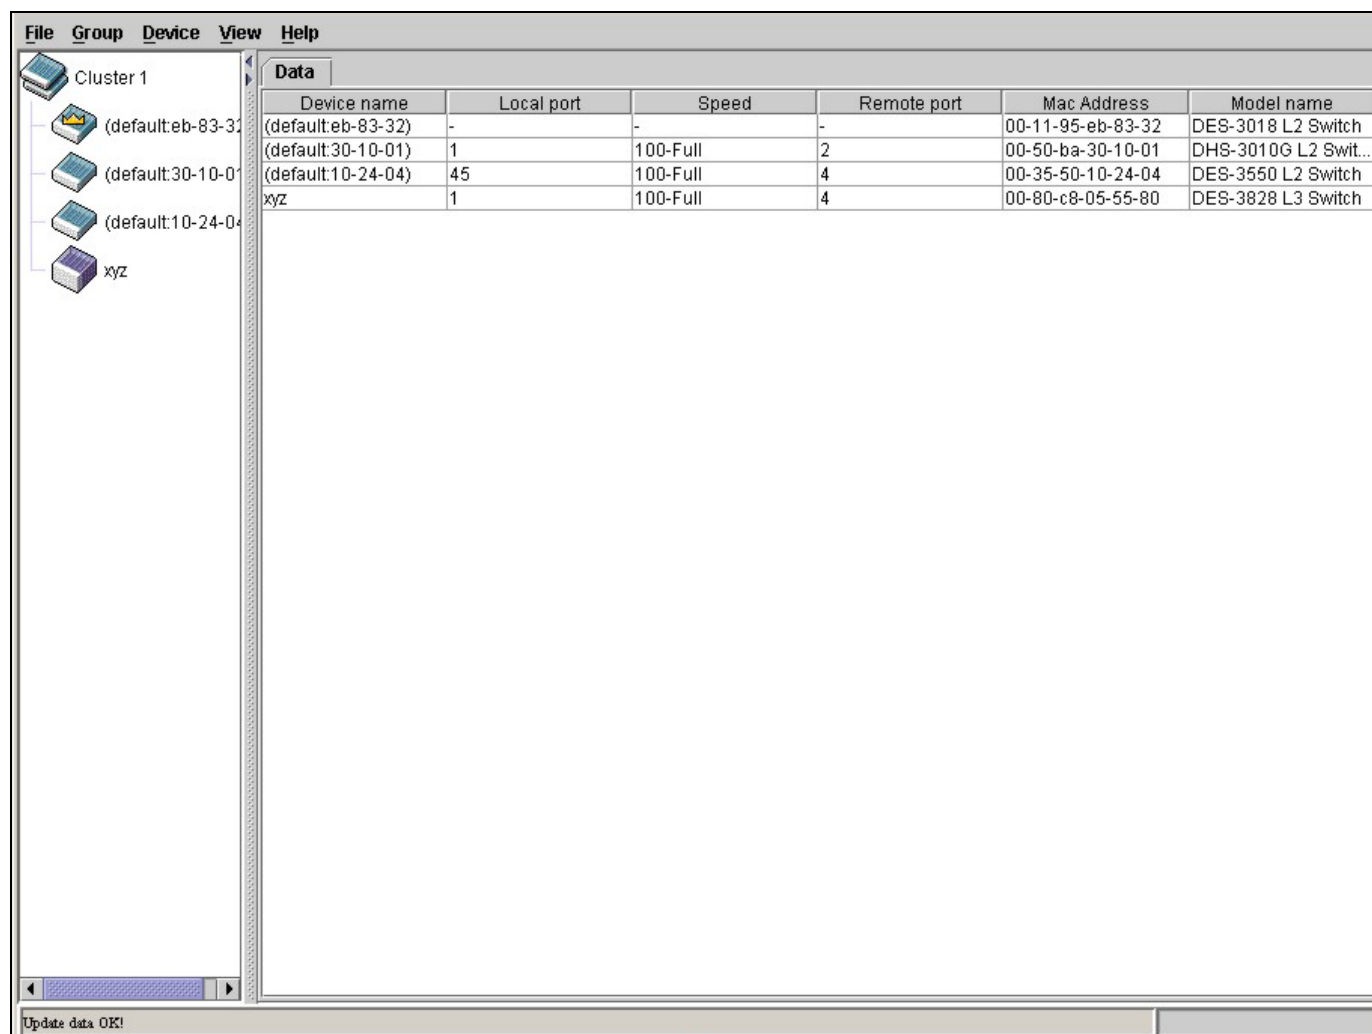 File Group Device View Help
Cluster 1
(default:eb-83-32
(default:30-10-01
(default:10-24-04
xyz
Data
Device name Local port Speed Remote port Mac Address Model name
(default:eb-83-32) - - - 00-11-95-eb-83-32 DES-3018 L2 Switch
(default:30-10-01) 1 100-Full 2 00-50-ba-30-10-01 DHS-3010G L2 Swit...
(default:10-24-04) 45 100-Full 4 00-35-50-10-24-04 DES-3550 L2 Switch
xyz 1 100-Full 4 00-80-c8-05-55-80 DES-3828 L3 Switch
Update data OK!